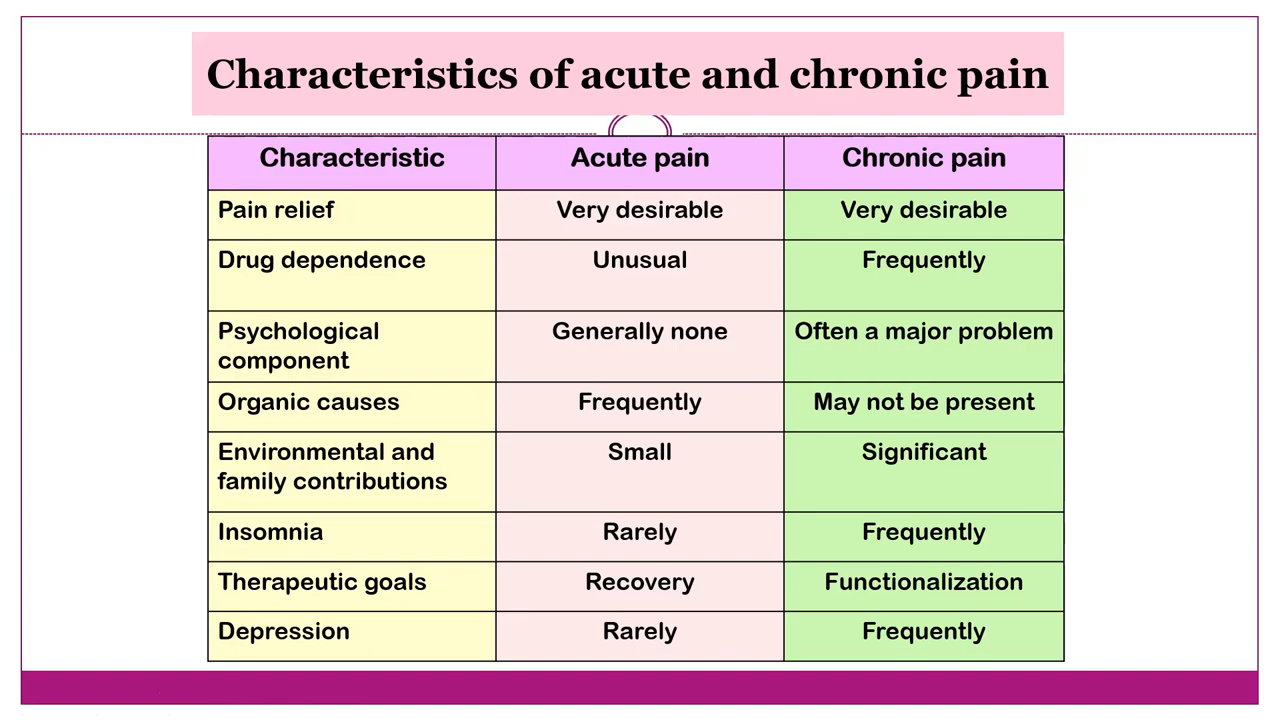 Characteristics of acute and chronic pain
Characteristic Acute pain Chronic pain
Pain relief Very desirable Very desirable
Drug dependence Unusual Frequently
Psychological Generally none Often a major problem
component
Organic causes Frequently May not be present
Environmental and Small Significant
family contributions
Insomnia Rarely Frequently
Therapeutic goals Recovery Functionalization
Depression Rarely Frequently